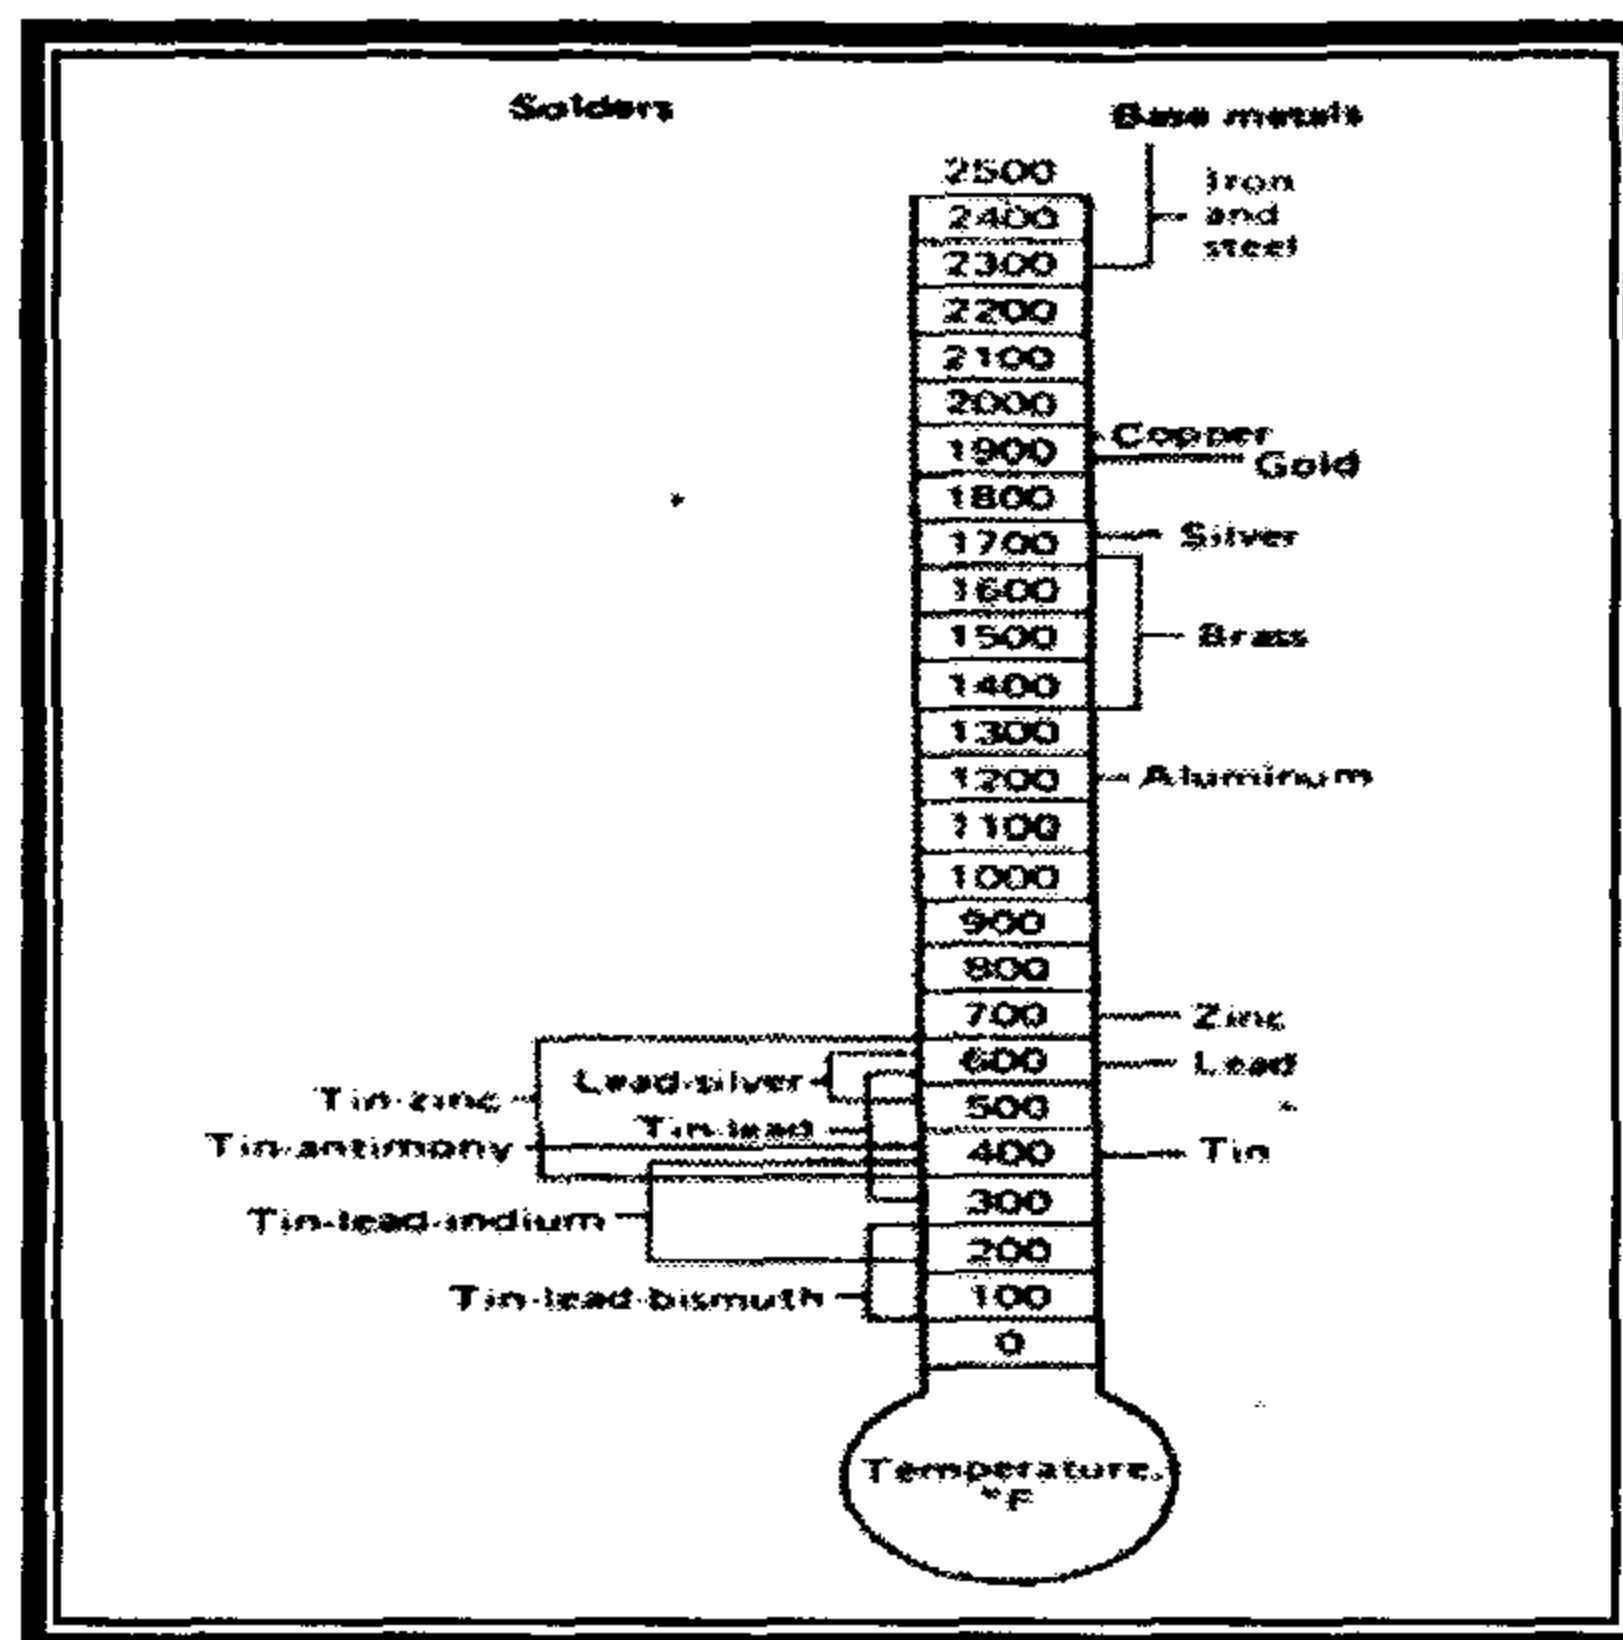 Solders
Base metals
2500
2400
2300
2200
2100
2000
1900
1800
1700
1600
1500
1400
1300
1200
1100
1000
900
800
700
600
500
400
300
200
100
0
Temperature,
°F
Iron
and
steel
Copper
Gold
Silver
Brass
Aluminum
Zinc
Lead
Tin
Lead-silver
Tin-zinc
Tin-lead
Tin-antimony
Tin-lead-indium
Tin-lead-bismuth